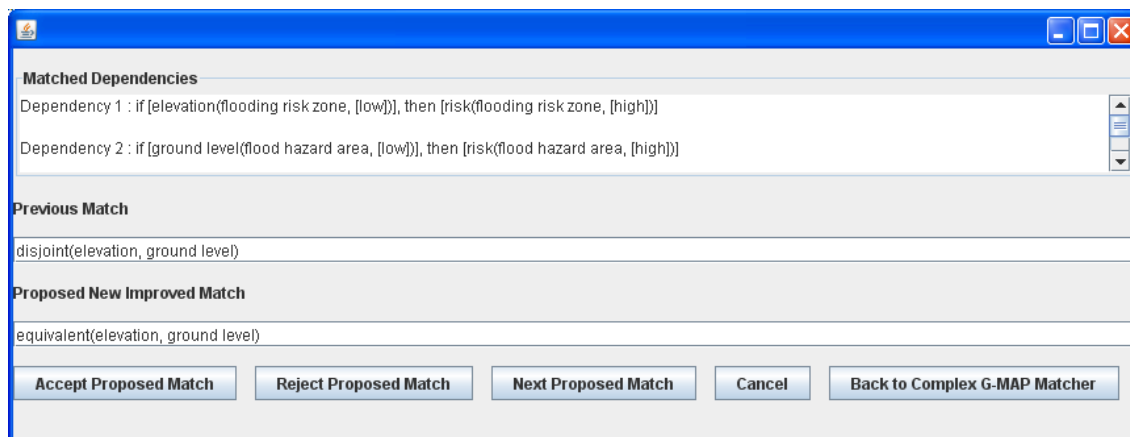 Matched Dependencies
Dependency 1 : if [elevation(flooding risk zone, [low])], then [risk(flooding risk zone, [high])]
Dependency 2 : if [ground level(flood hazard area, [low])], then [risk(flood hazard area, [high])]
Previous Match
disjoint(elevation, ground level)
Proposed New Improved Match
equivalent(elevation, ground level)
Accept Proposed Match Reject Proposed Match Next Proposed Match Cancel Back to Complex G-MAP Matcher